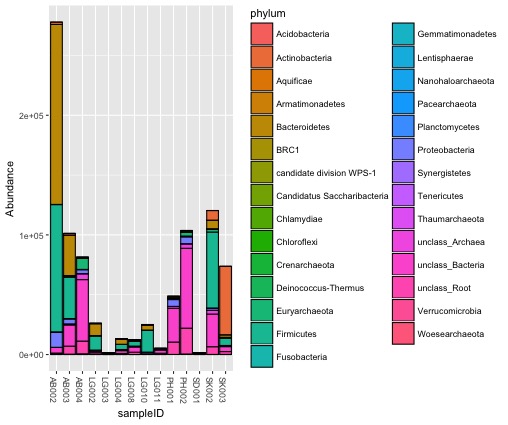 phylum
Acidobacteria
Actinobacteria
Aquificae
Armatimonadetes
Bacteroidetes
BRC1
candidate division WPS-1
Candidatus Saccharibacteria
Chlamydiae
Chloroflexi
Crenarchaeota
Deinococcus-Thermus
Euryarchaeota
Firmicutes
Fusobacteria
Gemmatimonadetes
Lentisphaerae
Nanohaloarchaeota
Pacearchaeota
Planctomycetes
Proteobacteria
Synergistetes
Tenericutes
Thaumarchaeota
unclass_Archaea
unclass_Bacteria
unclass_Root
Verrucomicrobia
Woesearchaeota
Abundance
2e+05
1e+05
0e+00
AB002
AB003
AB004
LG002
LG003
LG004
LG008
LG010
LG011
PH001
PH002
SD001
SK002
SK003
sampleID